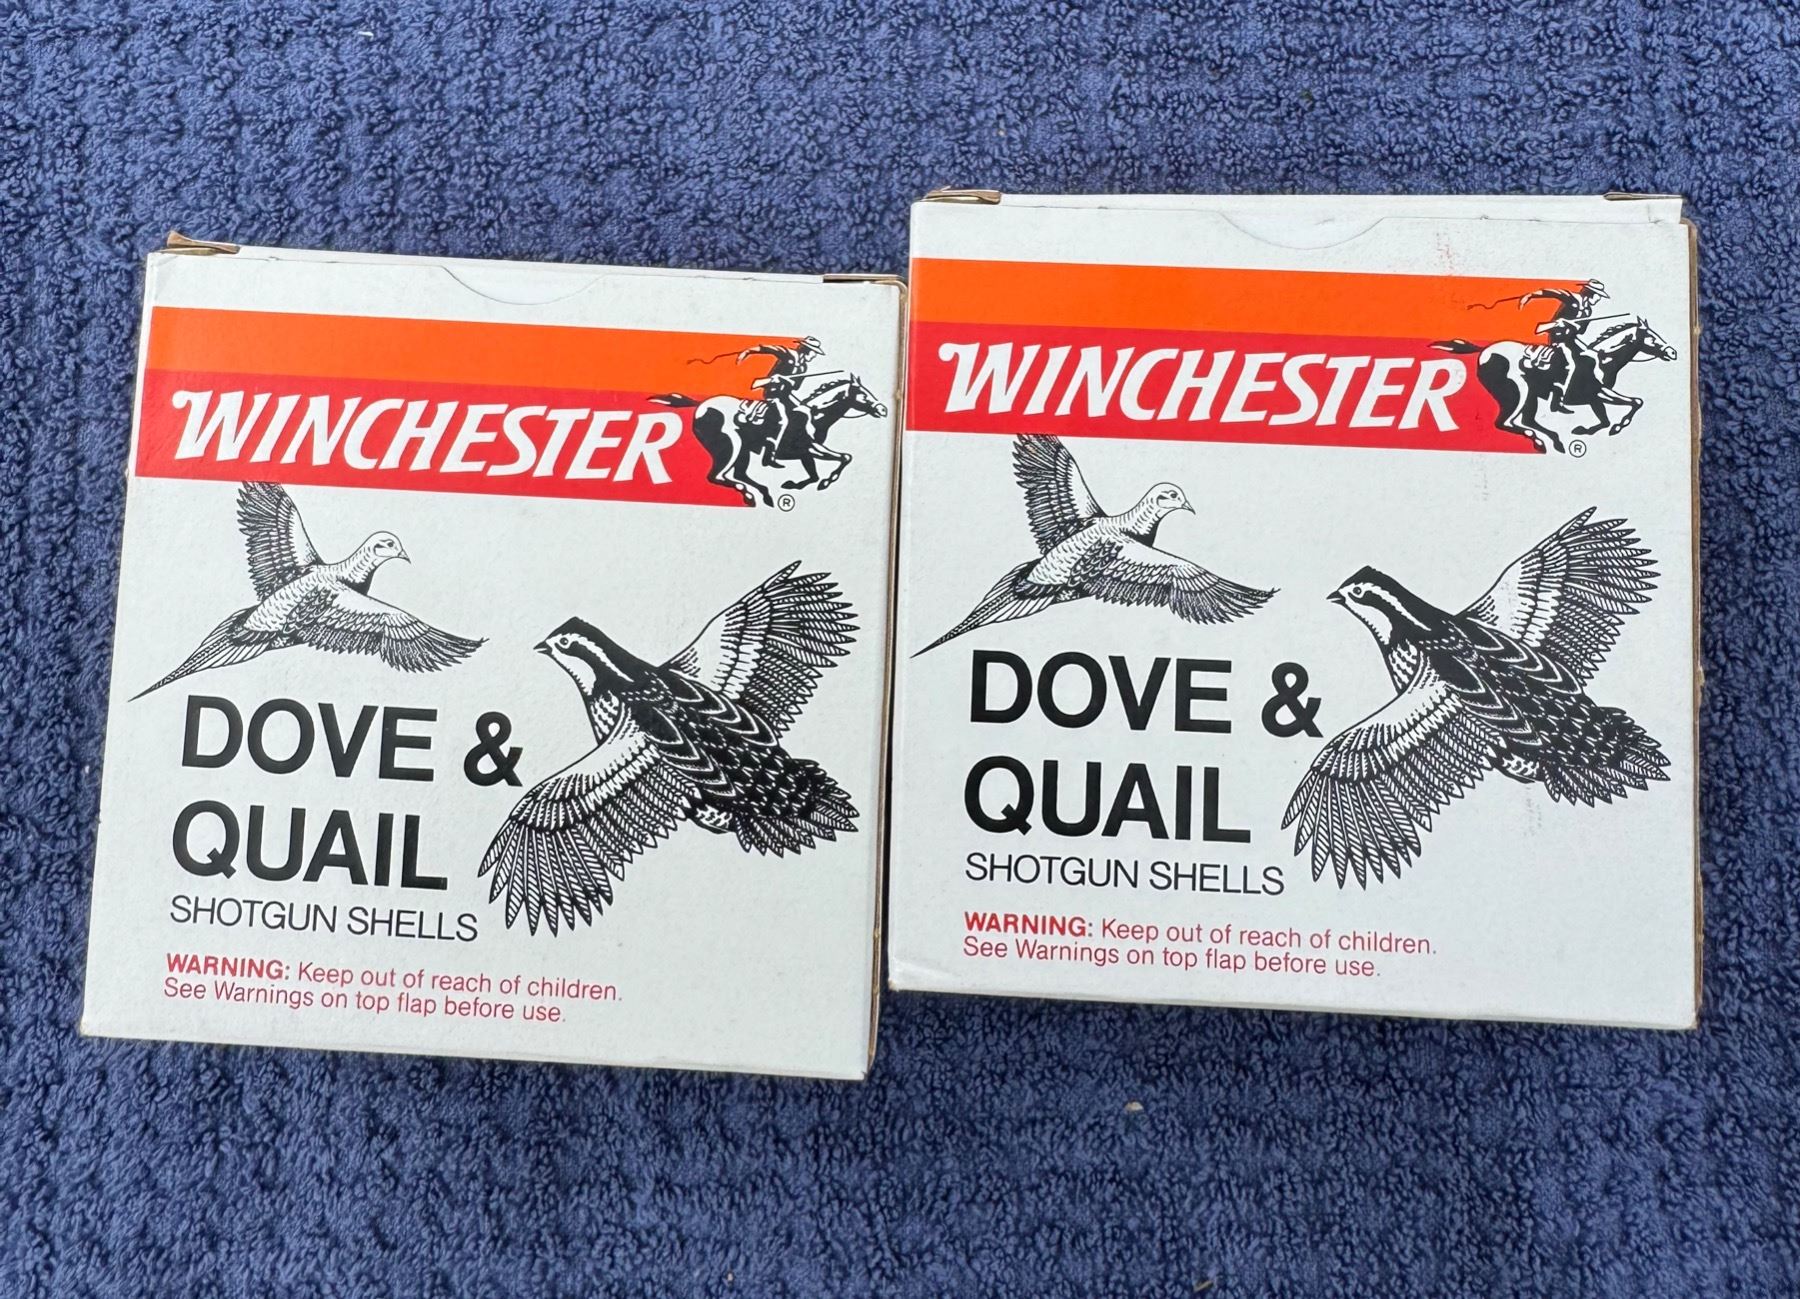 WINCHESTER
®
DOVE &
QUAIL
SHOTGUN SHELLS
WARNING: Keep out of reach of children.
See Warnings on top flap before use.
WINCHESTER
®
DOVE &
QUAIL
SHOTGUN SHELLS
WARNING: Keep out of reach of children.
See Warnings on top flap before use.